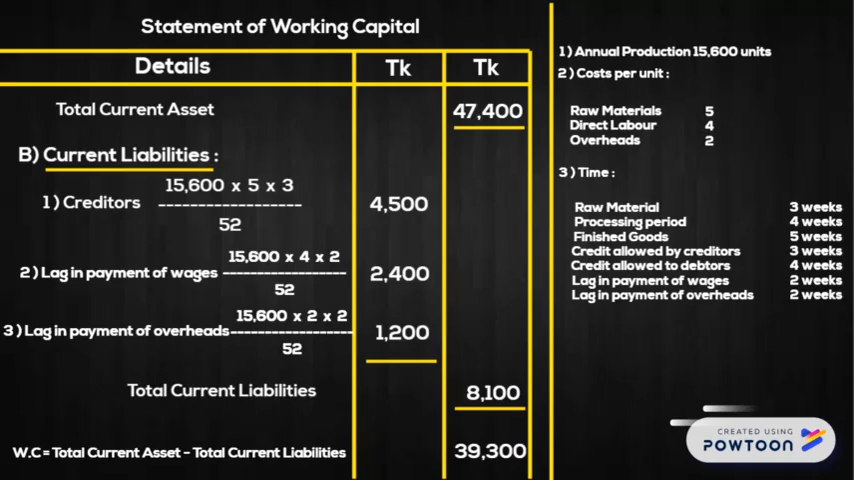 Statement of Working Capital
Details Tk Tk
Total Current Asset 47,400
B) Current Liabilities :
15,600 x 5 x 3
1 ) Creditors ------------------- 4,500
52
15,600 x 4 x 2
2 ) Lag in payment of wages ------------------- 2,400
52
15,600 x 2 x 2
3 ) Lag in payment of overheads ------------------- 1,200
52
Total Current Liabilities 8,100
W.C = Total Current Asset - Total Current Liabilities 39,300
1 ) Annual Production 15,600 units
2 ) Costs per unit :
Raw Materials 5
Direct Labour 4
Overheads 2
3 ) Time :
Raw Material 3 weeks
Processing period 4 weeks
Finished Goods 5 weeks
Credit allowed by creditors 3 weeks
Credit allowed to debtors 4 weeks
Lag in payment of wages 2 weeks
Lag in payment of overheads 2 weeks
CREATED USING
POWTOON